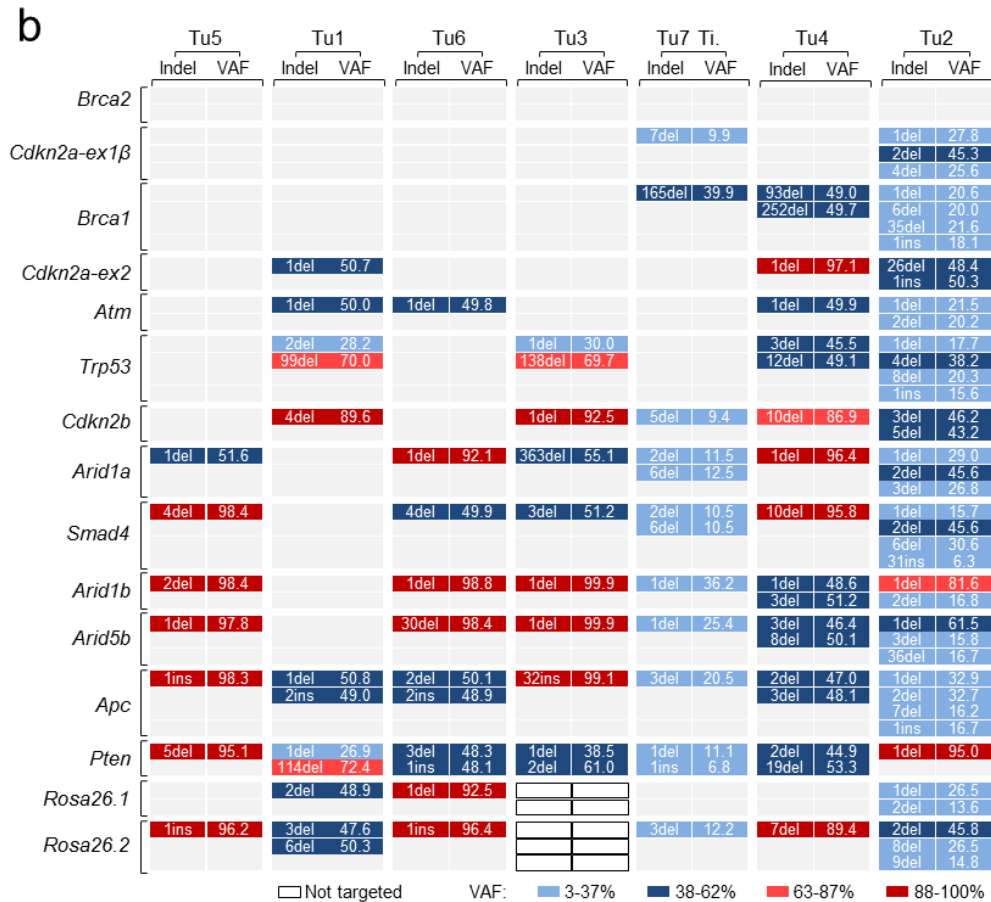 b
Tu5 Tu1 Tu6 Tu3 Tu7 Ti. Tu4 Tu2
Indel VAF Indel VAF Indel VAF Indel VAF Indel VAF Indel VAF Indel VAF
Brca2
7del 9.9 1del 27.8
Cdkn2a-ex1β 2del 45.3
4del 25.6
165del 39.9 93del 49.0 1del 20.6
252del 49.7 6del 20.0
Brca1
35del 21.6
1ins 18.1
Cdkn2a-ex2 1del 50.7 1del 97.1 26del 48.4
1ins 50.3
Atm 1del 50.0 1del 49.8 1del 49.9 1del 21.5
2del 20.2
2del 28.2 1del 30.0 3del 45.5 1del 17.7
99del 70.0 138del 69.7 12del 49.1 4del 38.2
Trp53
8del 20.3
1ins 15.6
Cdkn2b 4del 89.6 1del 92.5 5del 9.4 10del 86.9 3del 46.2
5del 43.2
1del 51.6 1del 92.1 363del 55.1 2del 11.5 1del 96.4 1del 29.0
Arid1a 6del 12.5 2del 45.6
3del 26.8
4del 98.4 4del 49.9 3del 51.2 2del 10.5 10del 95.8 1del 15.7
6del 10.5 2del 45.6
Smad4
6del 30.6
31ins 6.3
Arid1b 2del 98.4 1del 98.8 1del 99.9 1del 36.2 1del 48.6 1del 81.6
3del 51.2 2del 16.8
1del 97.8 30del 98.4 1del 99.9 1del 25.4 3del 46.4 1del 61.5
Arid5b 8del 50.1 3del 15.8
36del 16.7
1ins 98.3 1del 50.8 2del 50.1 32ins 99.1 3del 20.5 2del 47.0 1del 32.9
2ins 49.0 2ins 48.9 3del 48.1 2del 32.7
Apc
7del 16.2
1ins 16.7
Pten 5del 95.1 1del 26.9 3del 48.3 1del 38.5 1del 11.1 2del 44.9 1del 95.0
114del 72.4 1ins 48.1 2del 61.0 1ins 6.8 19del 53.3
Rosa26.1 2del 48.9 1del 92.5 1del 26.5
2del 13.6
1ins 96.2 3del 47.6 1ins 96.4 3del 12.2 7del 89.4 2del 45.8
Rosa26.2 6del 50.3 8del 26.5
9del 14.8
Not targeted VAF: 3-37% 38-62% 63-87% 88-100%